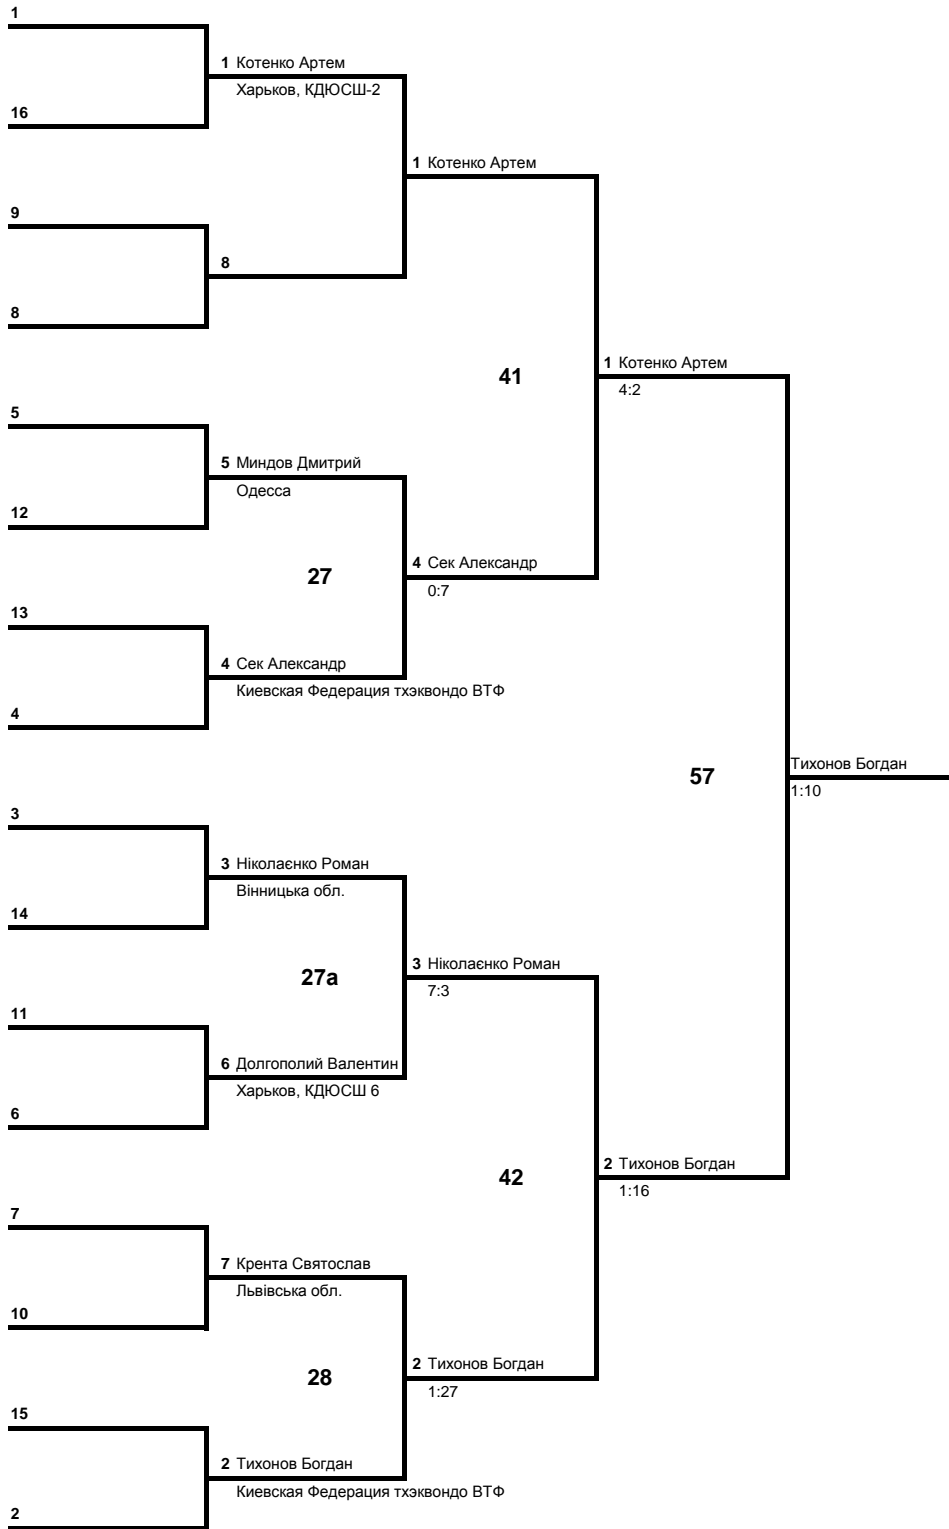 1
1 Котенко Артем
Харьков, КДЮСШ-2
16
1 Котенко Артем
9
8
8
41
1 Котенко Артем
4:2
5
5 Миндов Дмитрий
Одесса
12
27
4 Сек Александр
0:7
13
4 Сек Александр
Киевская Федерация тхэквондо ВТФ
4
57
Тихонов Богдан
1:10
3
3 Ніколаєнко Роман
Вінницька обл.
14
27а
3 Ніколаєнко Роман
7:3
11
6 Долгополий Валентин
Харьков, КДЮСШ 6
6
42
2 Тихонов Богдан
1:16
7
7 Крента Святослав
Львівська обл.
10
28
2 Тихонов Богдан
1:27
15
2 Тихонов Богдан
Киевская Федерация тхэквондо ВТФ
2